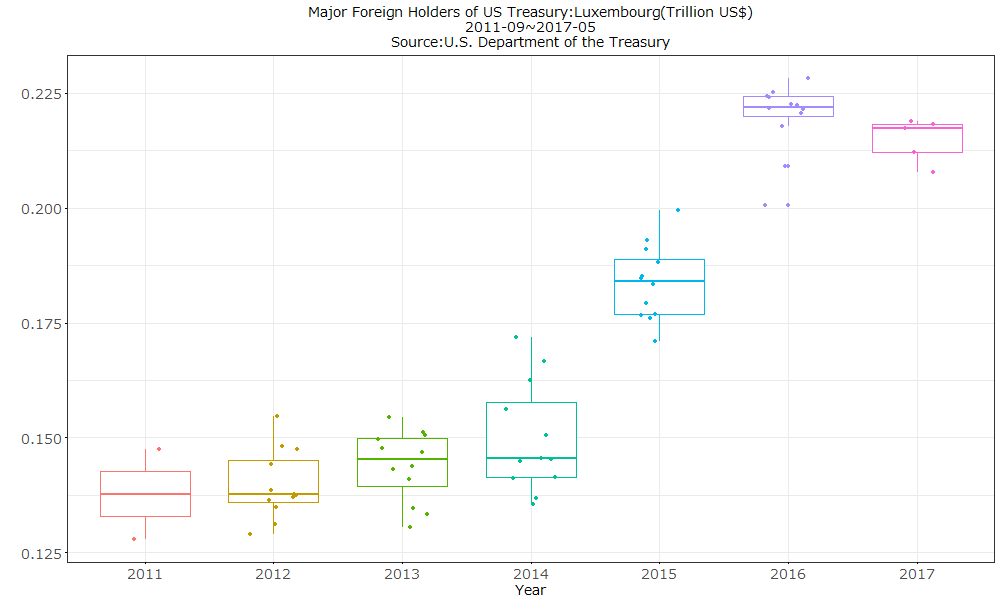 Major Foreign Holders of US Treasury:Luxembourg(Trillion US$)
2011-09~2017-05
Source:U.S. Department of the Treasury
0.225
0.200
0.175
0.150
0.125
2011 2012 2013 2014 2015 2016 2017
Year